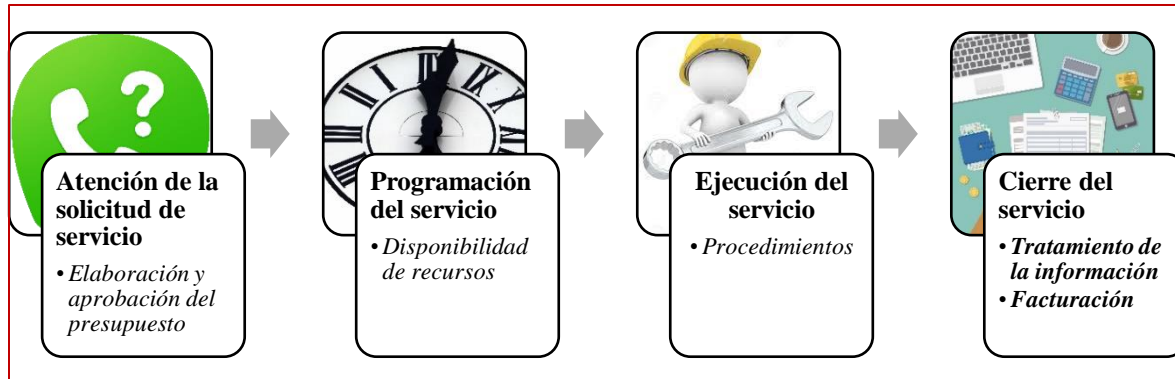 Atención de la
solicitud de
servicio
• Elaboración y
aprobación del
presupuesto
Programación
del servicio
• Disponibilidad
de recursos
Ejecución del
servicio
• Procedimientos
Cierre del
servicio
• Tratamiento de
la información
• Facturación